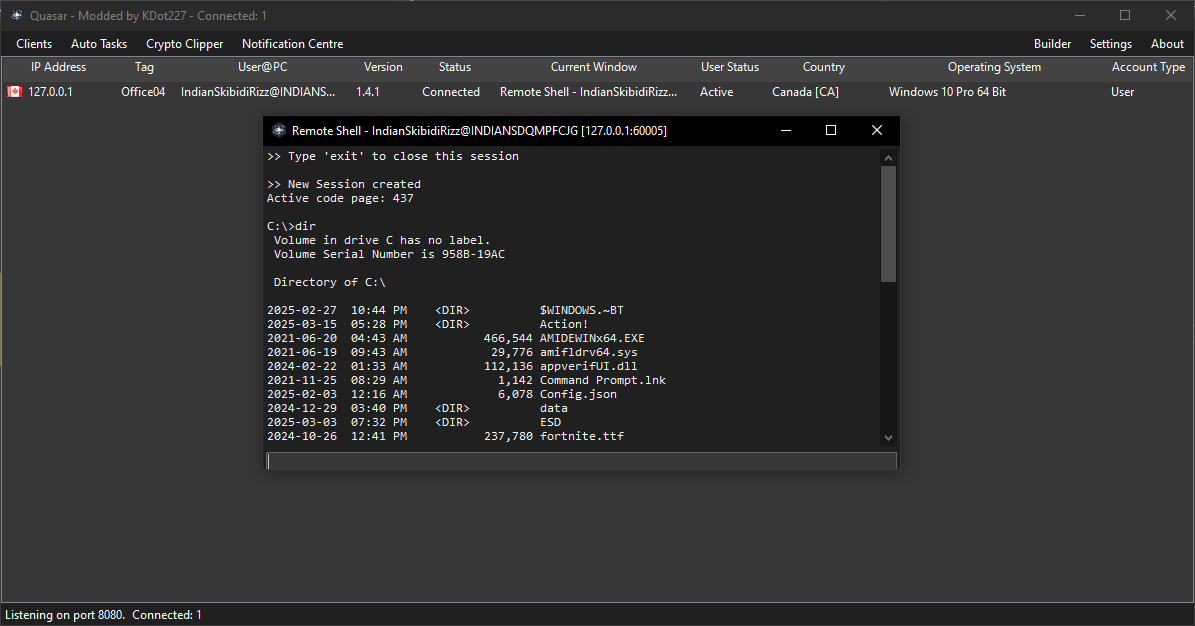 Quasar - Modded by KDot227 - Connected: 1
Clients Auto Tasks Crypto Clipper Notification Centre Builder Settings About
IP Address Tag User@PC Version Status Current Window User Status Country Operating System Account Type
127.0.0.1 Office04 IndianSkibidiRizz@INDIANS... 1.4.1 Connected Remote Shell - IndianSkibidiRizz... Active Canada [CA] Windows 10 Pro 64 Bit User
Remote Shell - IndianSkibidiRizz@INDIANSDQMPFCJG [127.0.0.1:60005]
>> Type 'exit' to close this session
>> New Session created
Active code page: 437
C:\>dir
Volume in drive C has no label.
Volume Serial Number is 958B-19AC
Directory of C:\
2025-02-27 10:44 PM <DIR> $WINDOWS.~BT
2025-03-15 05:28 PM <DIR> Action!
2021-06-20 04:43 AM 466,544 AMIDEWINx64.EXE
2021-06-19 09:43 AM 29,776 amifldrv64.sys
2024-02-22 01:33 AM 112,136 appverifUI.dll
2021-11-25 08:29 AM 1,142 Command Prompt.lnk
2025-02-03 12:16 AM 6,078 Config.json
2024-12-29 03:40 PM <DIR> data
2025-03-03 07:32 PM <DIR> ESD
2024-10-26 12:41 PM 237,780 fortnite.ttf
Listening on port 8080. Connected: 1